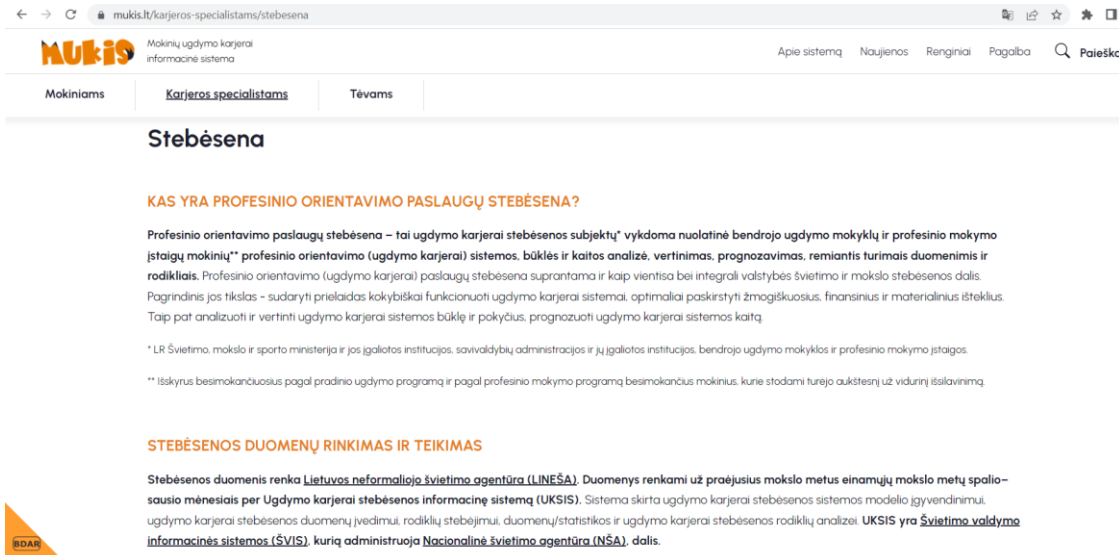 mukis.lt/karjeros-specialistams/stebesena
MUKiS
Mokinių ugdymo karjerai
informacinė sistema
Apie sistemą Naujienos Renginiai Pagalba Paieška
Mokiniams Karjeros specialistams Tėvams
Stebėsena
KAS YRA PROFESINIO ORIENTAVIMO PASLAUGŲ STEBĖSENA?
Profesinio orientavimo paslaugų stebėsena – tai ugdymo karjerai stebėsenos subjektų* vykdoma nuolatinė bendrojo ugdymo mokyklų ir profesinio mokymo
įstaigų mokinių** profesinio orientavimo (ugdymo karjerai) sistemos, būklės ir kaitos analizė, vertinimas, prognozavimas, remiantis turimais duomenimis ir
rodikliais. Profesinio orientavimo (ugdymo karjerai) paslaugų stebėsena suprantama ir kaip vientisa bei integrali valstybės švietimo ir mokslo stebėsenos dalis.
Pagrindinis jos tikslas - sudaryti prielaidas kokybiškai funkcionuoti ugdymo karjerai sistemai, optimaliai paskirstyti žmogiškuosius, finansinius ir materialinius išteklius.
Taip pat analizuoti ir vertinti ugdymo karjerai sistemos būklę ir pokyčius, prognozuoti ugdymo karjerai sistemos kaitą.
* LR Švietimo, mokslo ir sporto ministerija ir jos įgaliotos institucijos, savivaldybių administracijos ir jų įgaliotos institucijos, bendrojo ugdymo mokyklos ir profesinio mokymo įstaigos.
** Išskyrus besimokančiuosius pagal pradinio ugdymo programą ir pagal profesinio mokymo programą besimokančius mokinius, kurie stodami turėjo aukštesnį už vidurinį išsilavinimą.
STEBĖSENOS DUOMENŲ RINKIMAS IR TEIKIMAS
Stebėsenos duomenis renka Lietuvos neformaliojo švietimo agentūra (LINEŠA). Duomenys renkami už praėjusius mokslo metus einamųjų mokslo metų spalio–
sausio mėnesiais per Ugdymo karjerai stebėsenos informacinę sistemą (UKSIS). Sistema skirta ugdymo karjerai stebėsenos sistemos modelio įgyvendinimui,
ugdymo karjerai stebėsenos duomenų įvedimui, rodiklių stebėjimui, duomenų/statistikos ir ugdymo karjerai stebėsenos rodiklių analizei. UKSIS yra Švietimo valdymo
informacinės sistemos (ŠVIS), kurią administruoja Nacionalinė švietimo agentūra (NŠA), dalis.
BDAR